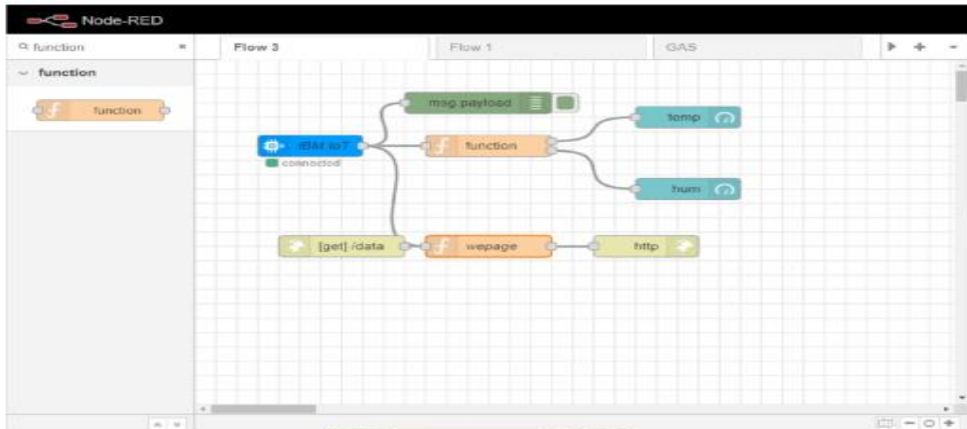 Node-RED
function
Flow 3
Flow 1
GAS
function
function
msg.payload
temp
IBM IoT
function
connected
hum
[get] /data
wepage
http